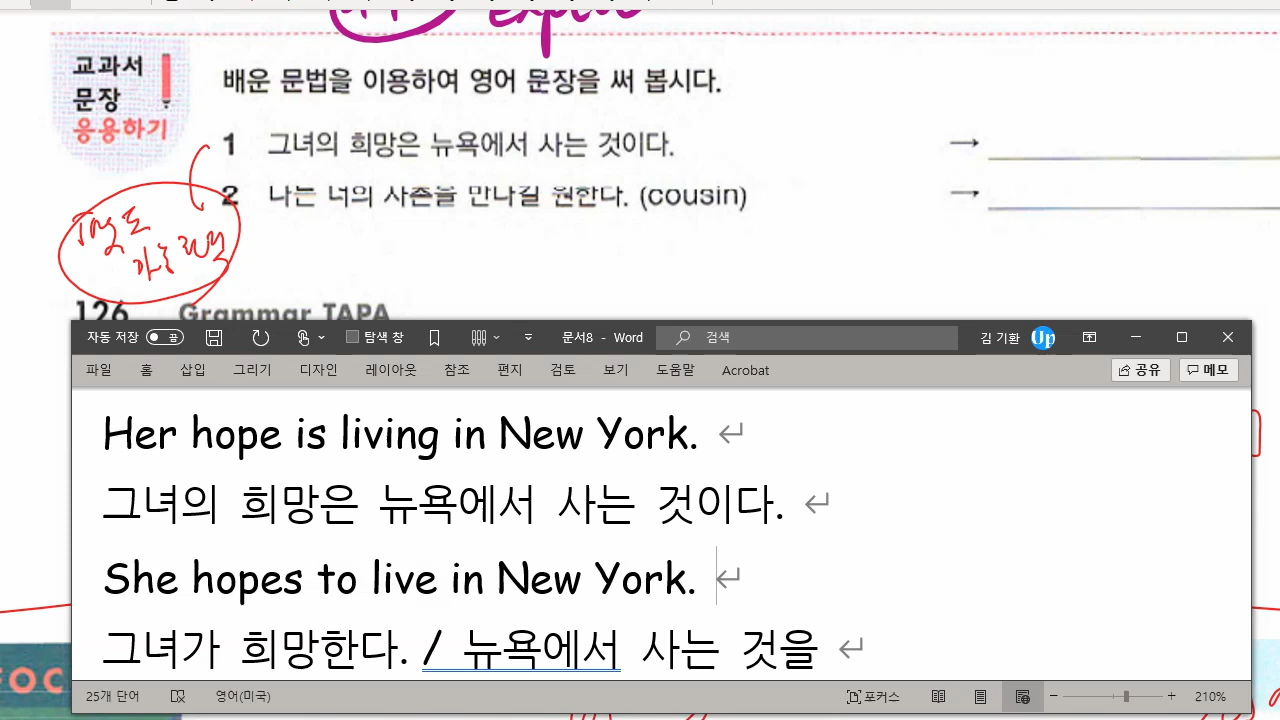 교과서
문장
응용하기
배운 문법을 이용하여 영어 문장을 써 봅시다.
1 그녀의 희망은 뉴욕에서 사는 것이다. →
2 나는 너의 사촌을 만나길 원한다. (cousin) →
126 Grammar TAPA
자동 저장 끔 탐색 창 문서8 - Word 검색 김 기환 Up
파일 홈 삽입 그리기 디자인 레이아웃 참조 편지 검토 보기 도움말 Acrobat 공유 메모
Her hope is living in New York.
그녀의 희망은 뉴욕에서 사는 것이다.
She hopes to live in New York.
그녀가 희망한다. / 뉴욕에서 사는 것을
FOC
25개 단어 영어(미국) 포커스 210%